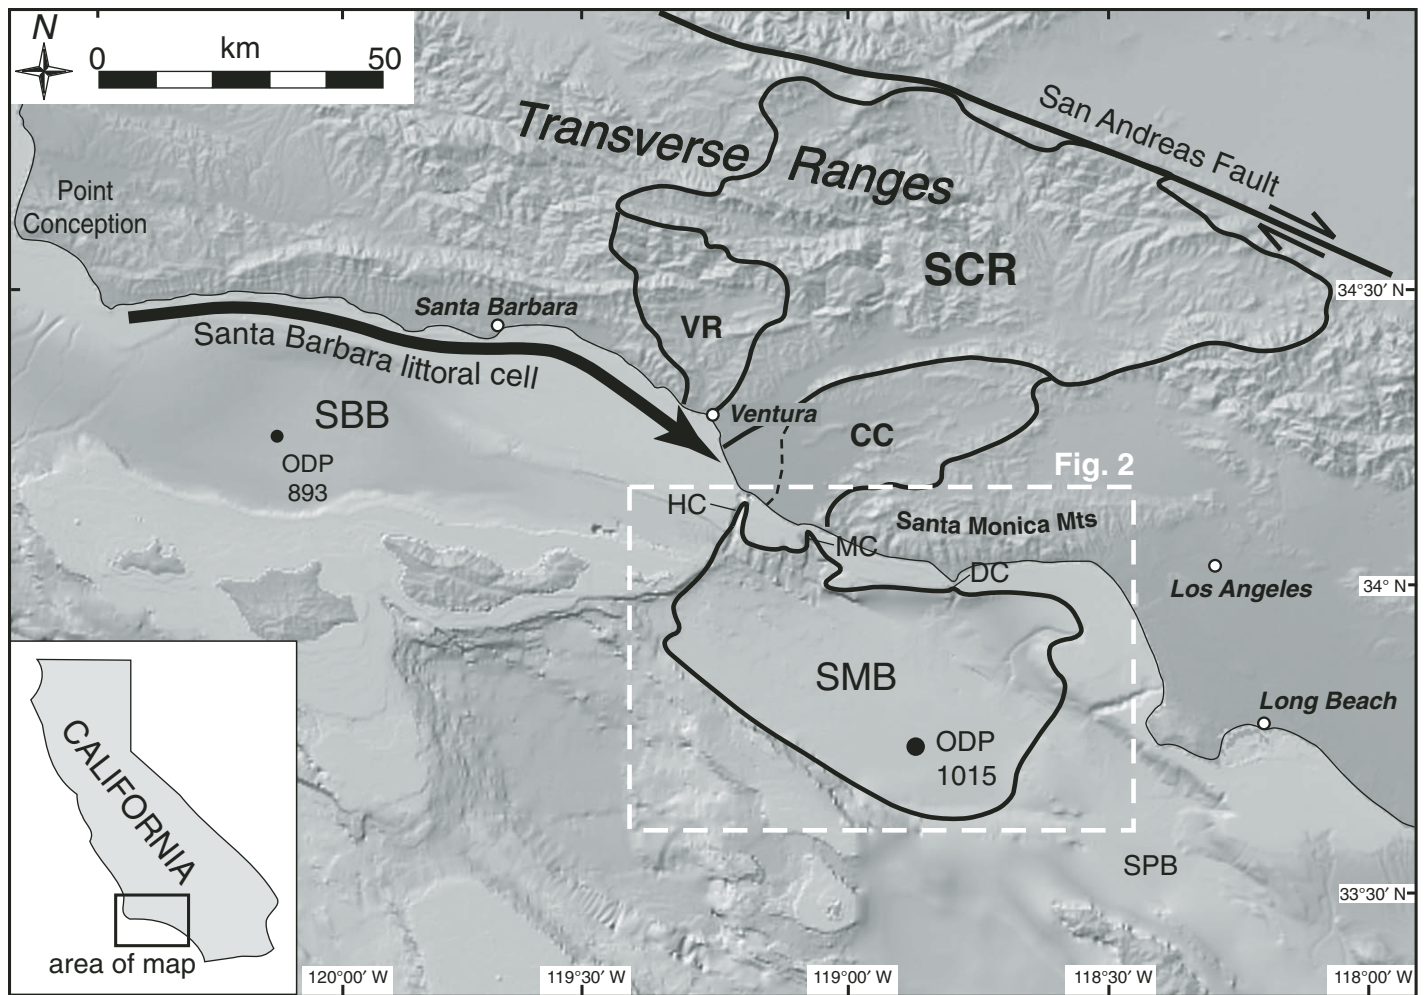 N
km
0
50
Transverse Ranges
San Andreas Fault
Point
Conception
SCR
34°30′ N
Santa Barbara
VR
Santa Barbara littoral cell
SBB
Ventura
CC
ODP
893
Fig. 2
HC
Santa Monica Mts
MC
DC
Los Angeles
34° N
SMB
Long Beach
ODP
1015
CALIFORNIA
SPB
33°30′ N
area of map
120°00′ W
119°30′ W
119°00′ W
118°30′ W
118°00′ W